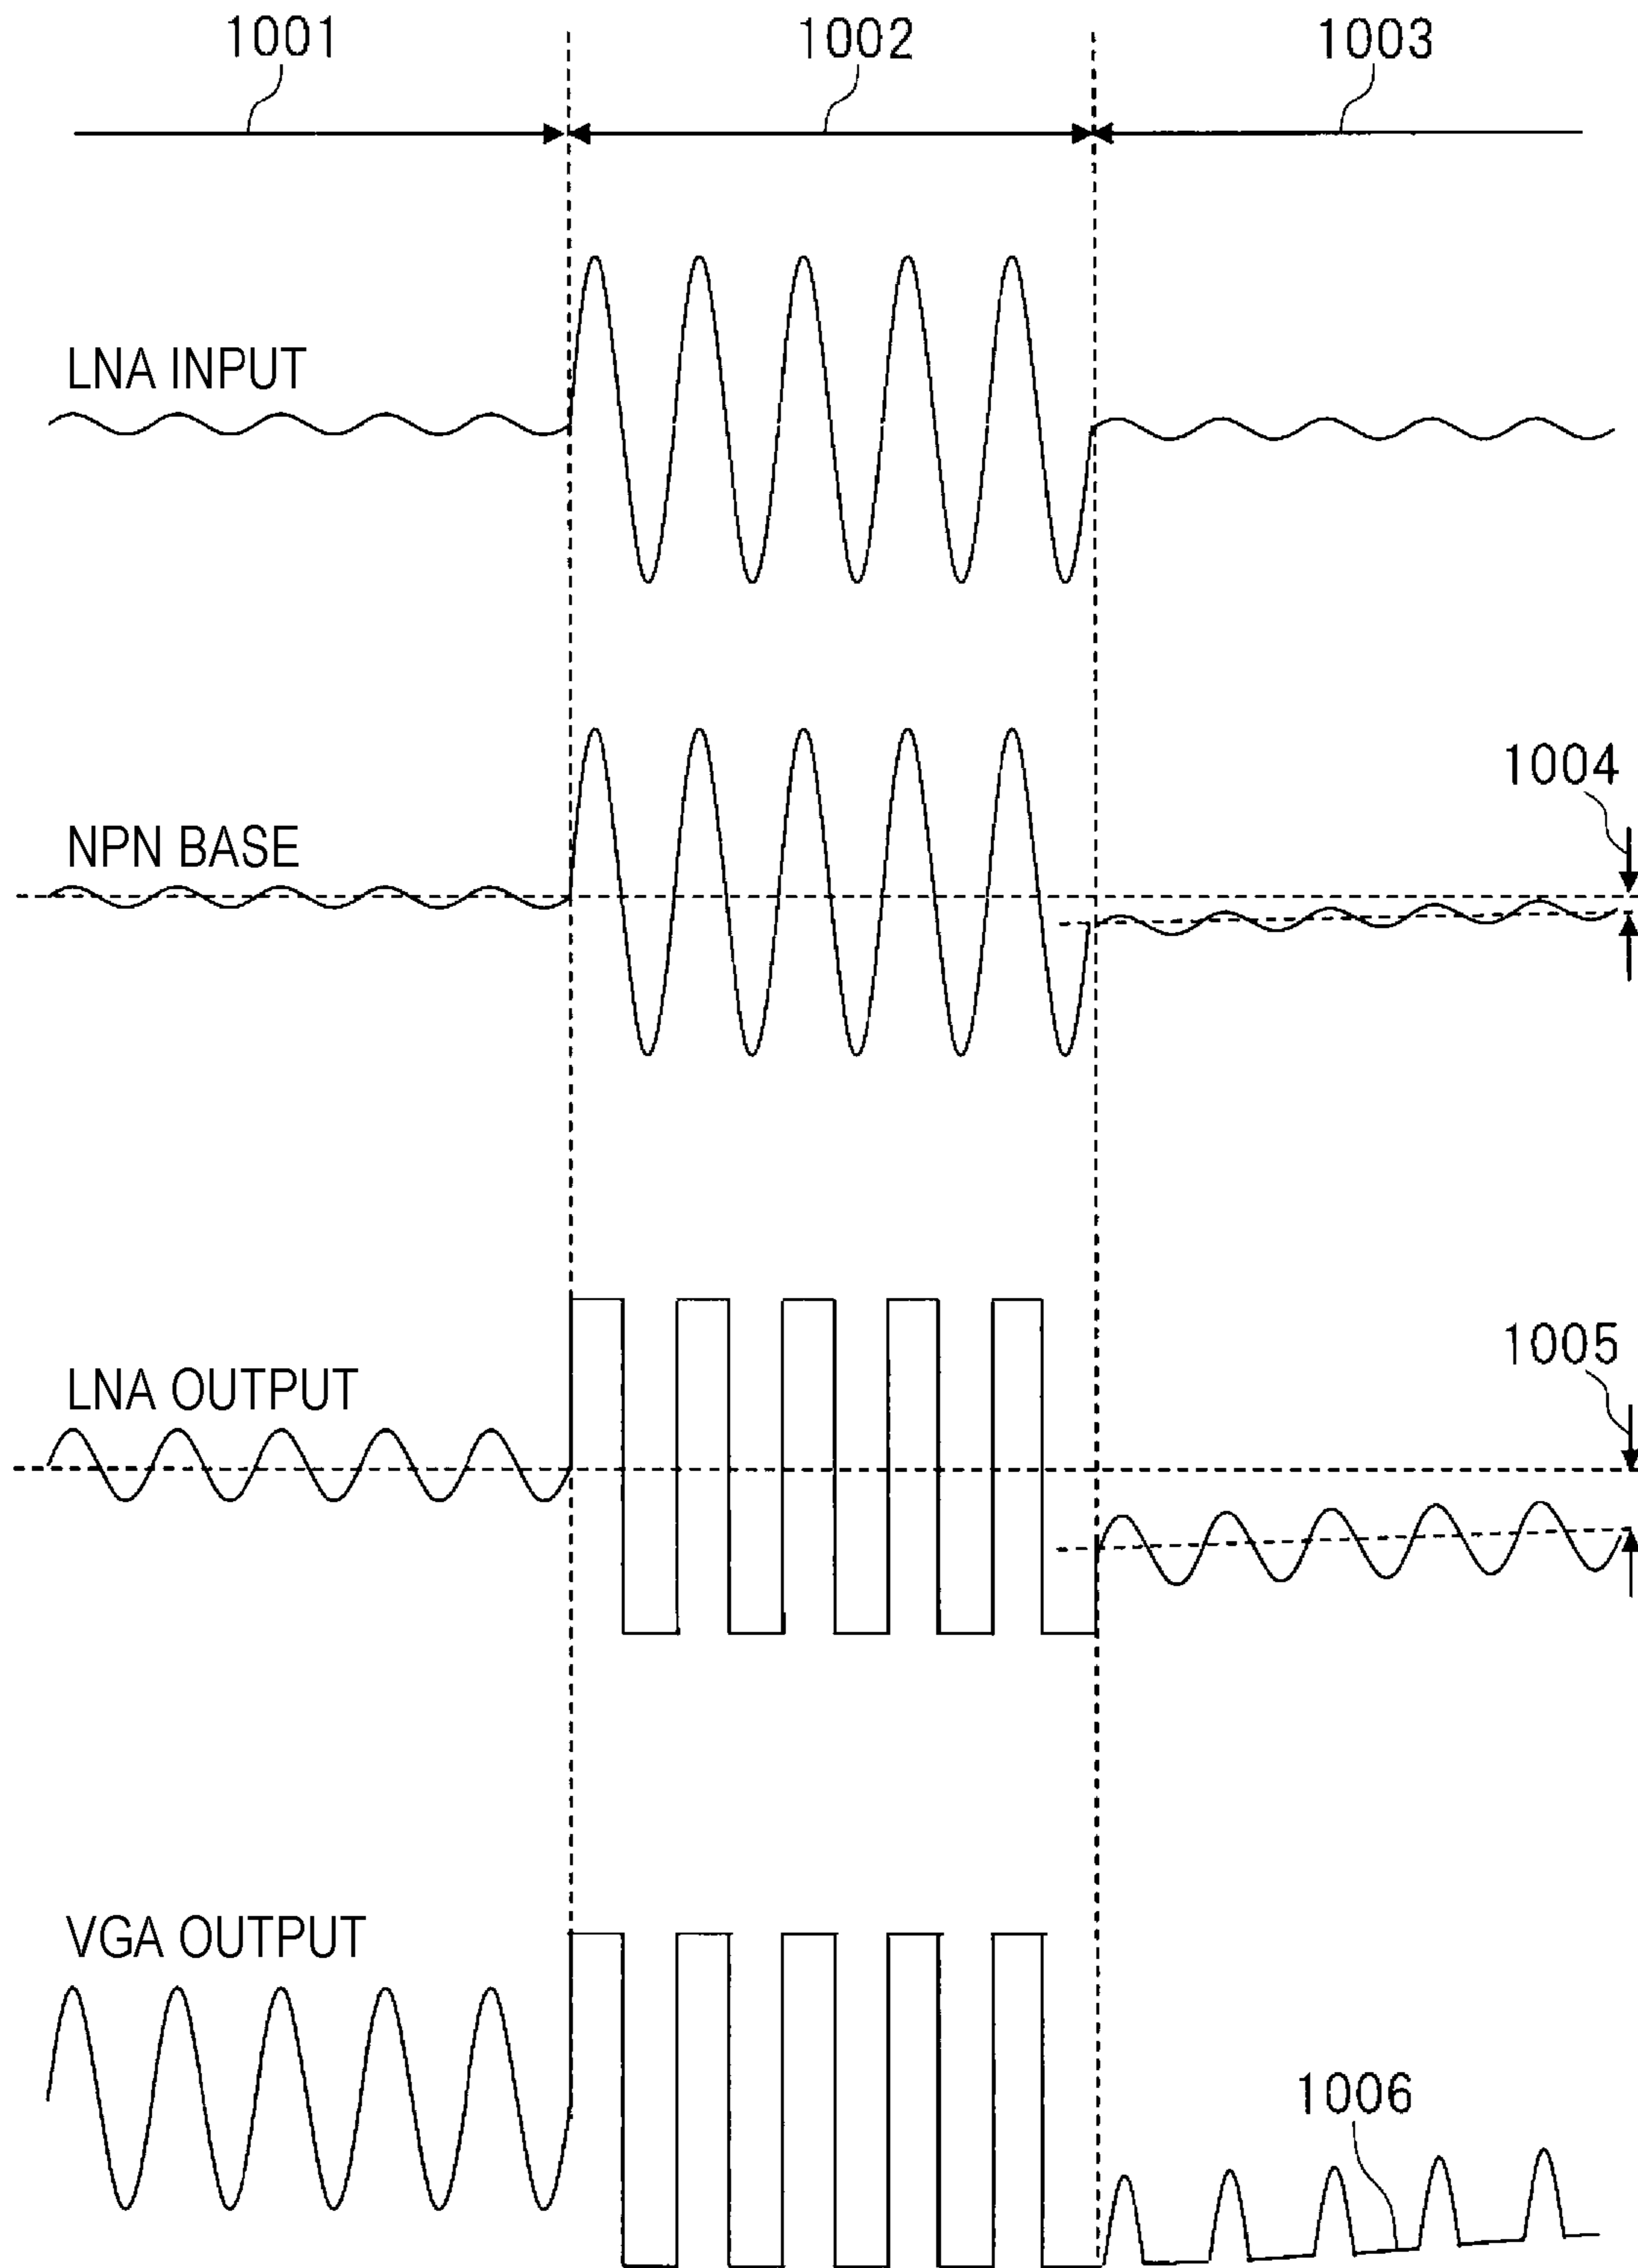 1001
1002
1003
LNA INPUT
1004
NPN BASE
1005
LNA OUTPUT
VGA OUTPUT
1006